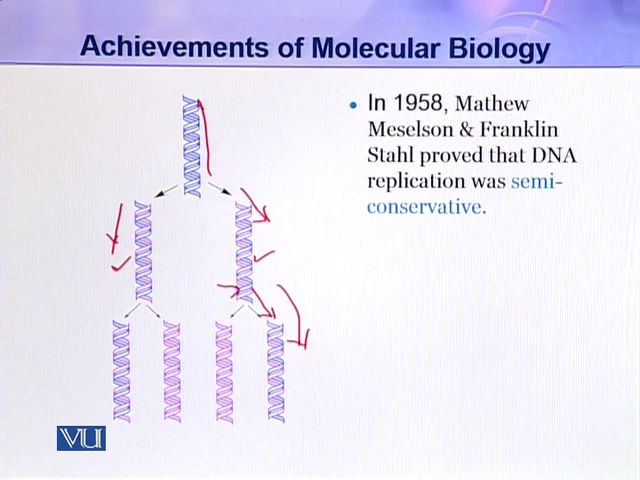 Achievements of Molecular Biology
• In 1958, Mathew
Meselson & Franklin
Stahl proved that DNA
replication was semi-
conservative.
VU